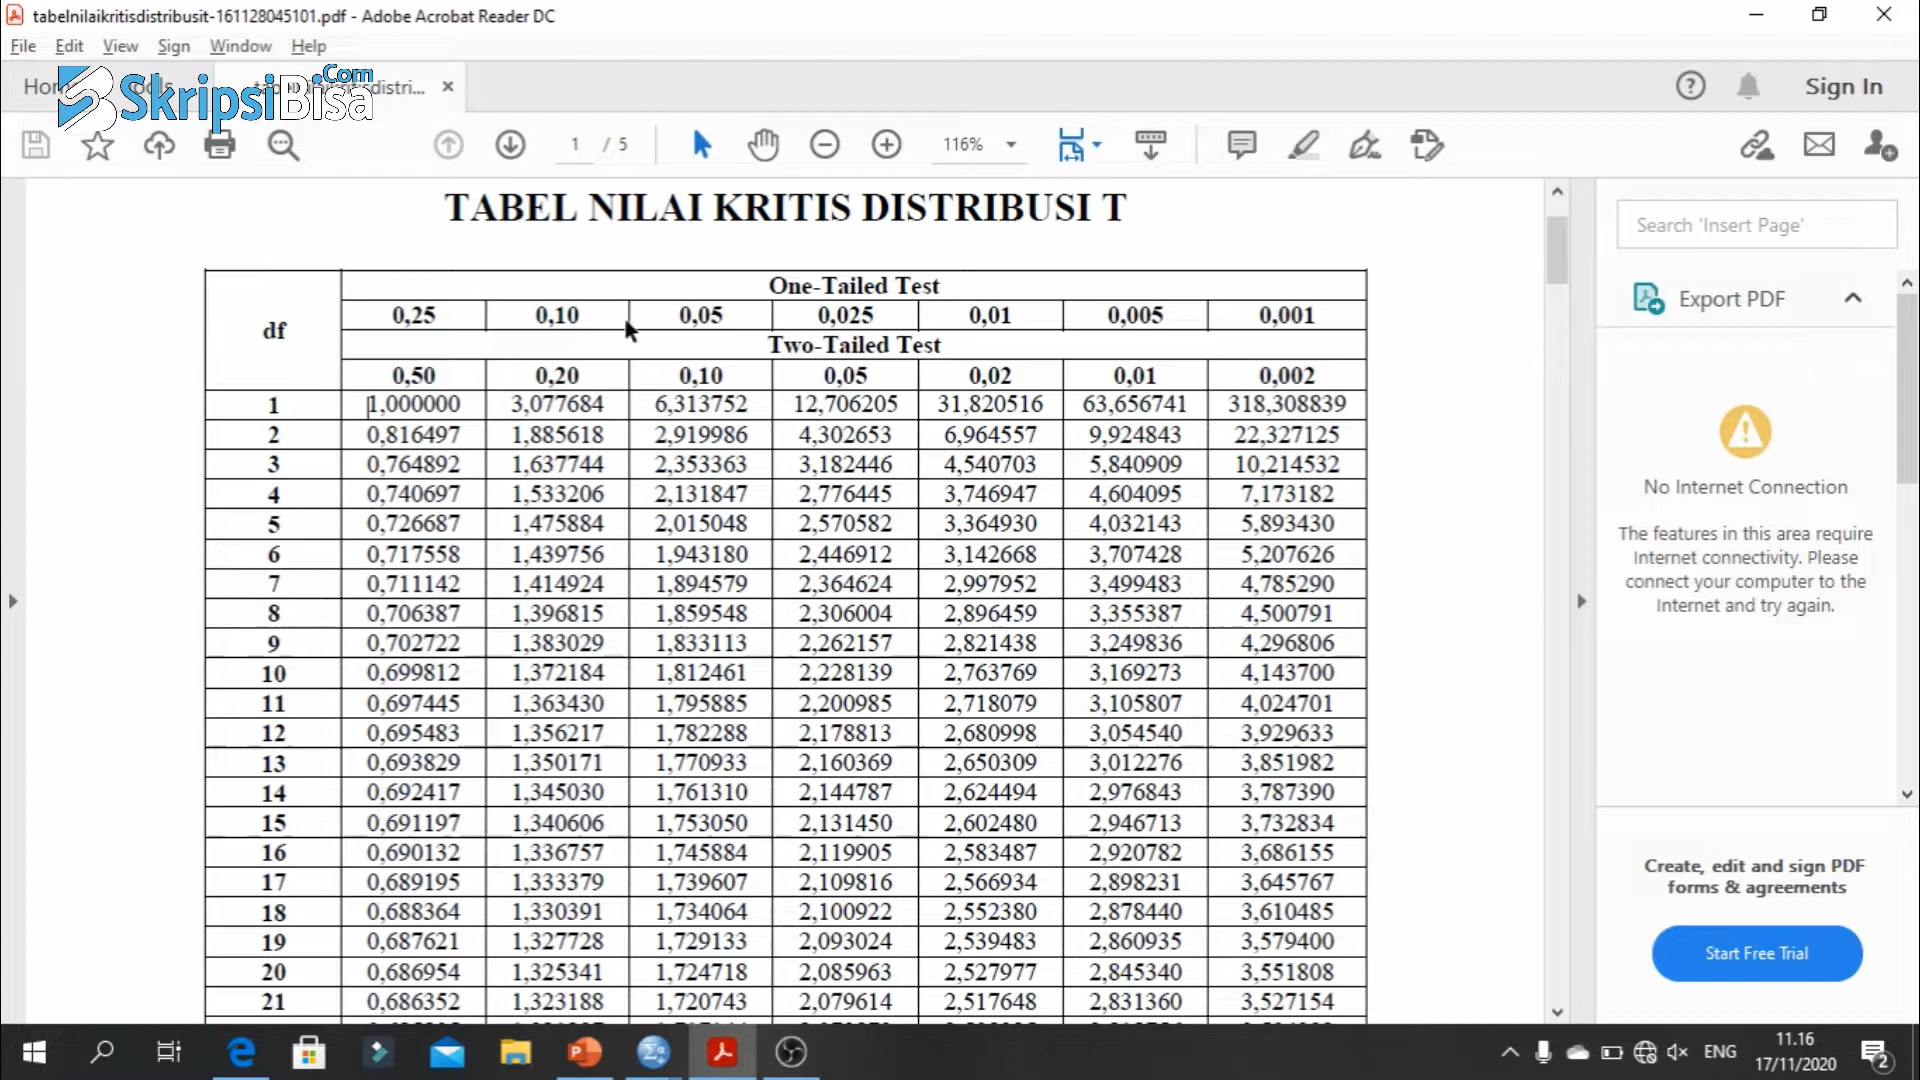 tabelnilaikritisdistribusit-161128045101.pdf - Adobe Acrobat Reader DC
File Edit View Sign Window Help
SkripsiBisa.Com
Sign In
1 / 5 116%
TABEL NILAI KRITIS DISTRIBUSI T
df One-Tailed Test
0,25 0,10 0,05 0,025 0,01 0,005 0,001
Two-Tailed Test
0,50 0,20 0,10 0,05 0,02 0,01 0,002
1 1,000000 3,077684 6,313752 12,706205 31,820516 63,656741 318,308839
2 0,816497 1,885618 2,919986 4,302653 6,964557 9,924843 22,327125
3 0,764892 1,637744 2,353363 3,182446 4,540703 5,840909 10,214532
4 0,740697 1,533206 2,131847 2,776445 3,746947 4,604095 7,173182
5 0,726687 1,475884 2,015048 2,570582 3,364930 4,032143 5,893430
6 0,717558 1,439756 1,943180 2,446912 3,142668 3,707428 5,207626
7 0,711142 1,414924 1,894579 2,364624 2,997952 3,499483 4,785290
8 0,706387 1,396815 1,859548 2,306004 2,896459 3,355387 4,500791
9 0,702722 1,383029 1,833113 2,262157 2,821438 3,249836 4,296806
10 0,699812 1,372184 1,812461 2,228139 2,763769 3,169273 4,143700
11 0,697445 1,363430 1,795885 2,200985 2,718079 3,105807 4,024701
12 0,695483 1,356217 1,782288 2,178813 2,680998 3,054540 3,929633
13 0,693829 1,350171 1,770933 2,160369 2,650309 3,012276 3,851982
14 0,692417 1,345030 1,761310 2,144787 2,624494 2,976843 3,787390
15 0,691197 1,340606 1,753050 2,131450 2,602480 2,946713 3,732834
16 0,690132 1,336757 1,745884 2,119905 2,583487 2,920782 3,686155
17 0,689195 1,333379 1,739607 2,109816 2,566934 2,898231 3,645767
18 0,688364 1,330391 1,734064 2,100922 2,552380 2,878440 3,610485
19 0,687621 1,327728 1,729133 2,093024 2,539483 2,860935 3,579400
20 0,686954 1,325341 1,724718 2,085963 2,527977 2,845340 3,551808
21 0,686352 1,323188 1,720743 2,079614 2,517648 2,831360 3,527154
Search 'Insert Page'
Export PDF
No Internet Connection
The features in this area require
Internet connectivity. Please
connect your computer to the
Internet and try again.
Create, edit and sign PDF
forms & agreements
Start Free Trial
ENG
11.16
17/11/2020
2